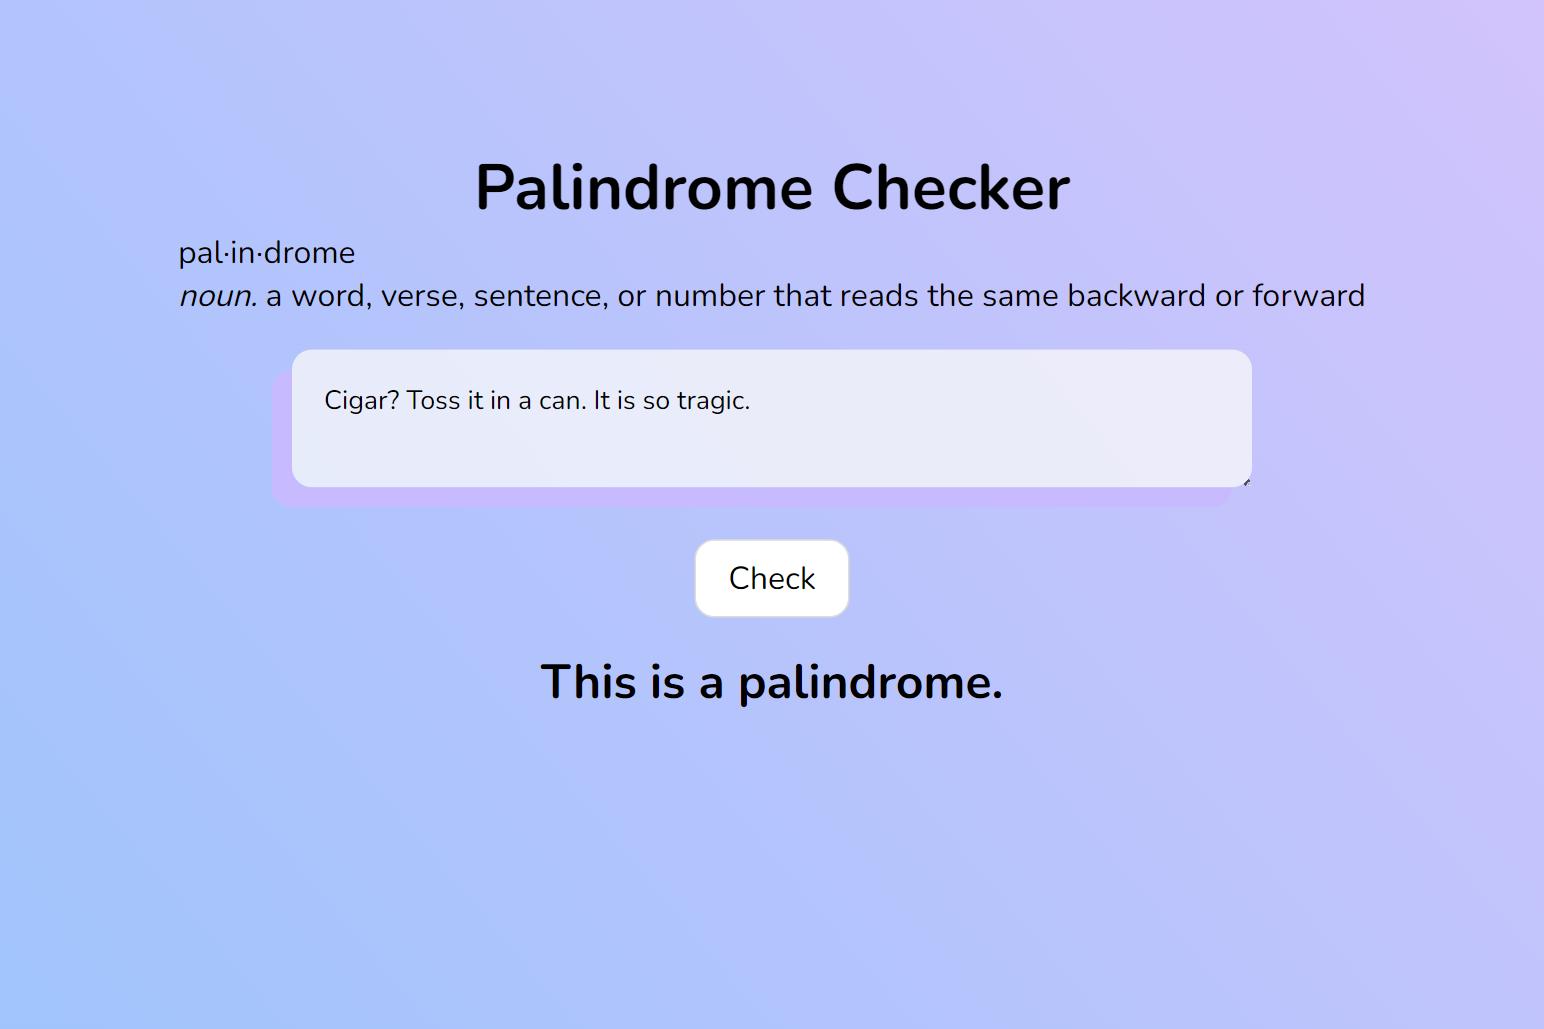 Palindrome Checker
pal·in·drome
noun. a word, verse, sentence, or number that reads the same backward or forward
Cigar? Toss it in a can. It is so tragic.
Check
This is a palindrome.